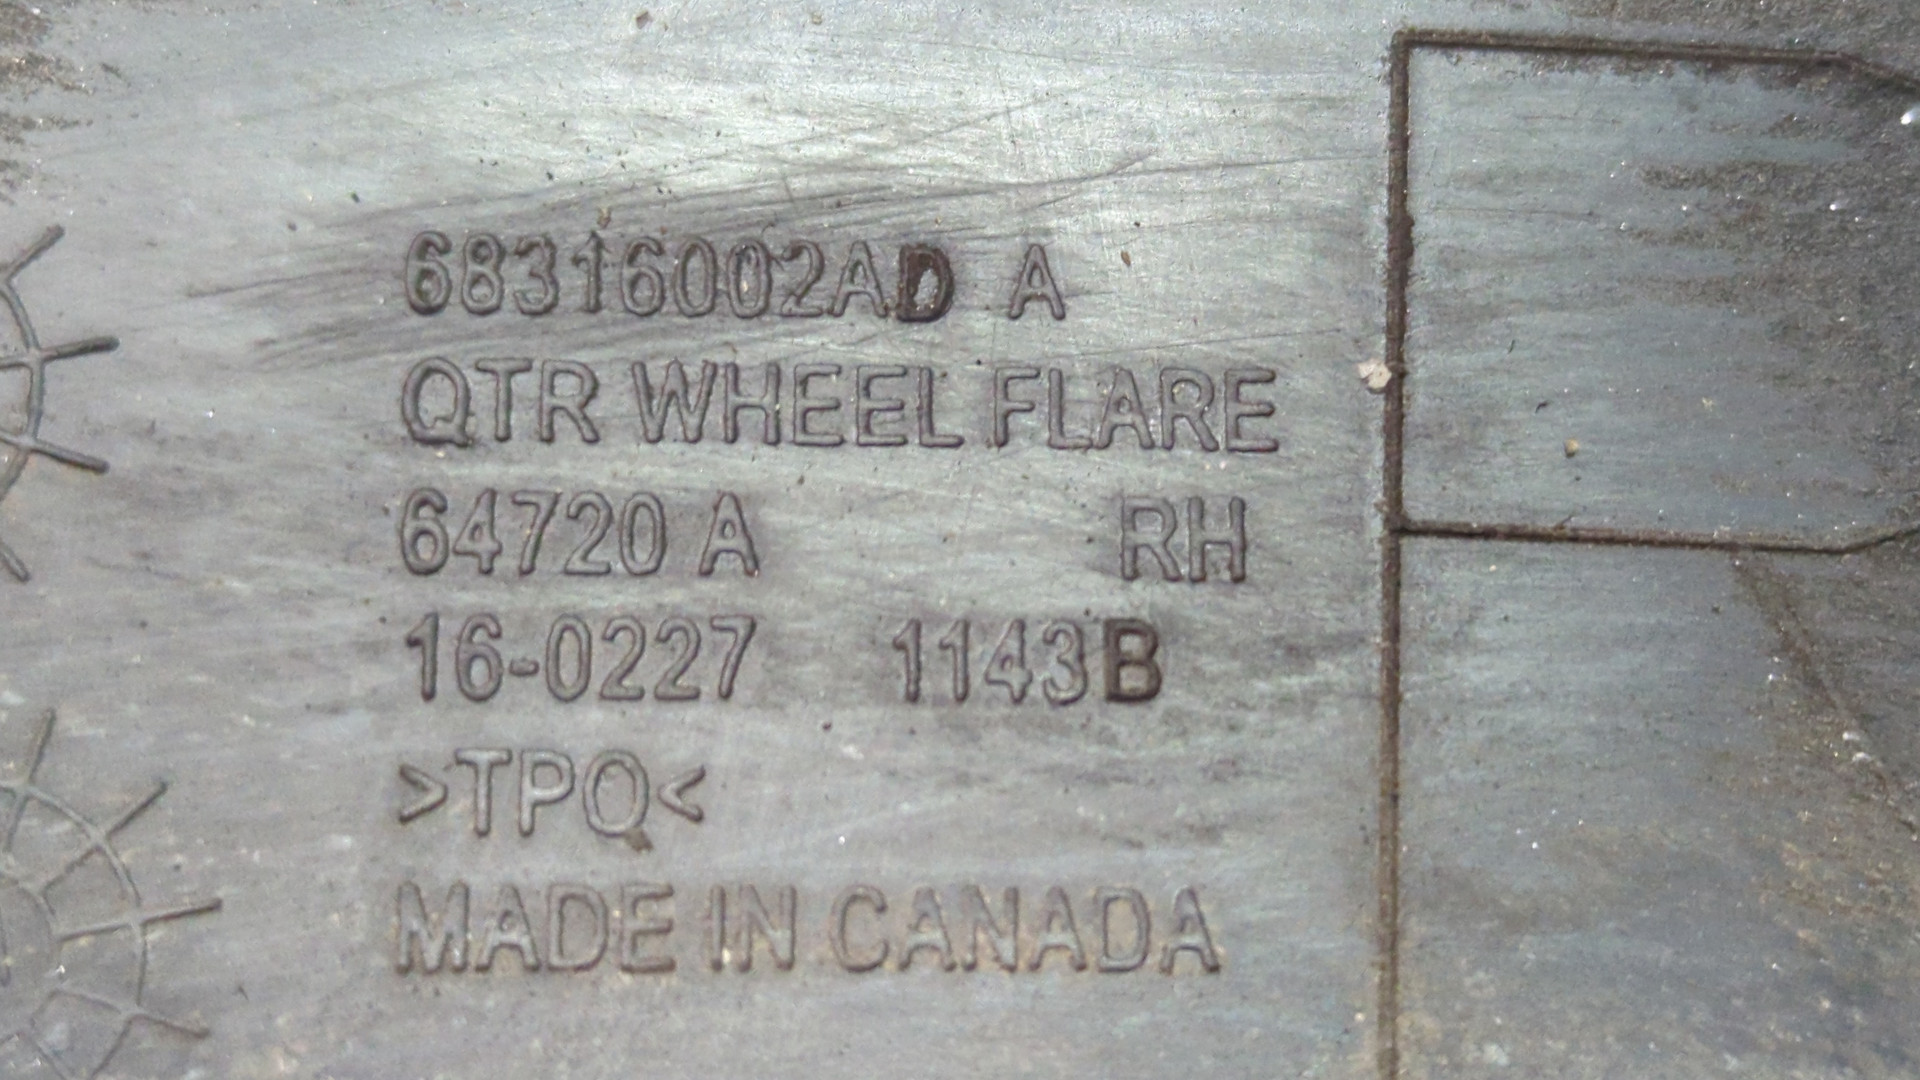 68316002AD A
QTR WHEEL FLARE
64720 A RH
16-0227 1143B
>TPO<
MADE IN CANADA